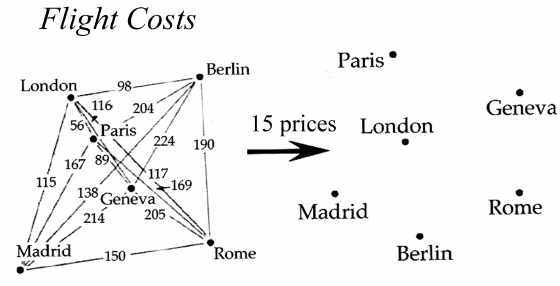 Flight Costs
London
98
Berlin
116
204
56
Paris
224
190
167
89
115
138
117
169
Geneva
214
205
Madrid
150
Rome
15 prices
Paris
Geneva
London
Madrid
Rome
Berlin